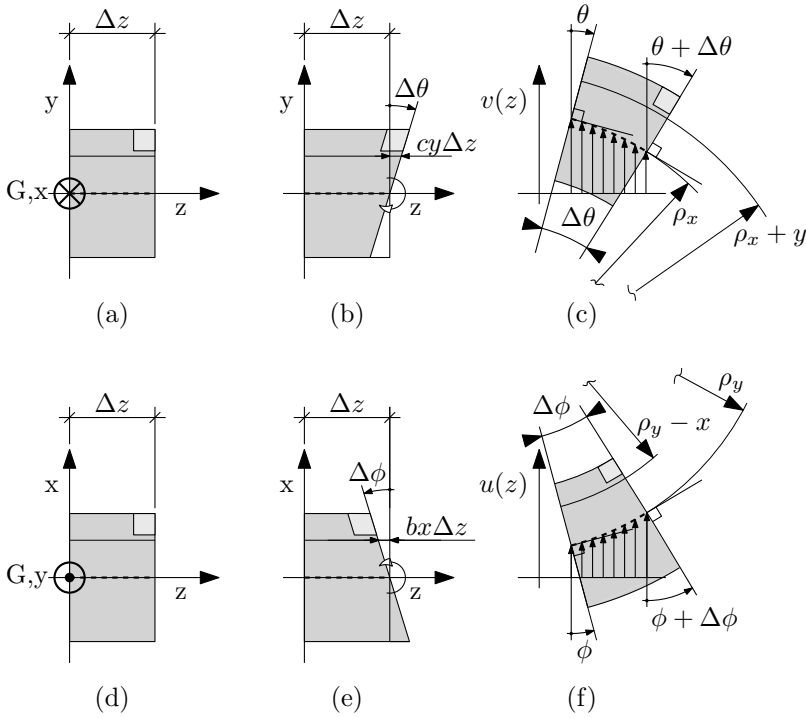 Δz
y
G,x
z
(a)
Δz
Δθ
y
cyΔz
z
(b)
θ
θ + Δθ
v(z)
Δθ
ρ_x
ρ_x + y
(c)
Δz
x
G,y
z
(d)
Δz
Δϕ
x
bxΔz
z
(e)
Δϕ
ρ_y
ρ_y − x
u(z)
ϕ + Δϕ
ϕ
(f)